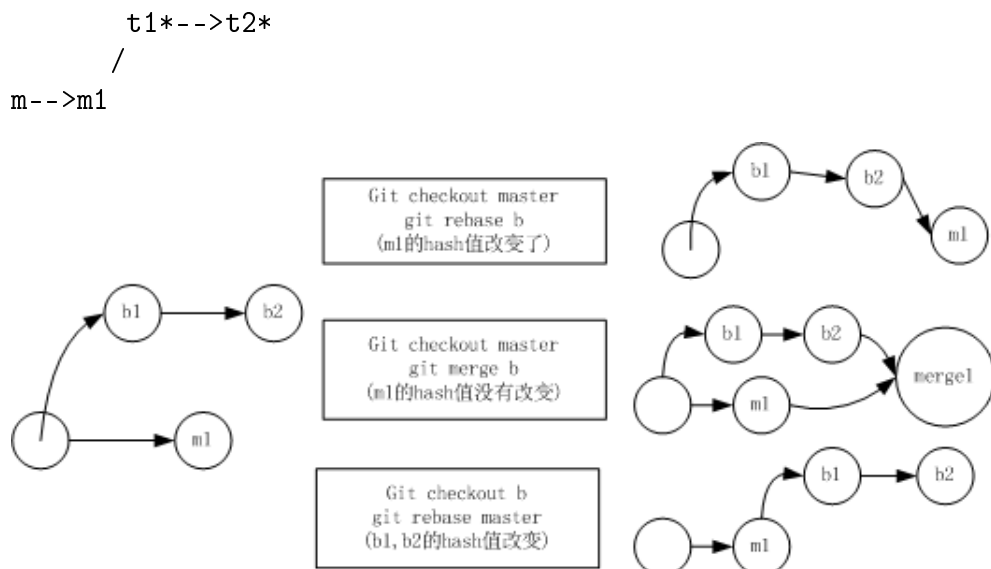 t1*-->t2*
/
m-->m1
b1
b2
m1
Git checkout master
git rebase b
(m1的hash值改变了)
b1
b2
m1
Git checkout master
git merge b
(m1的hash值没有改变)
b1
b2
m1
merge1
Git checkout b
git rebase master
(b1,b2的hash值改变)
b1
b2
m1